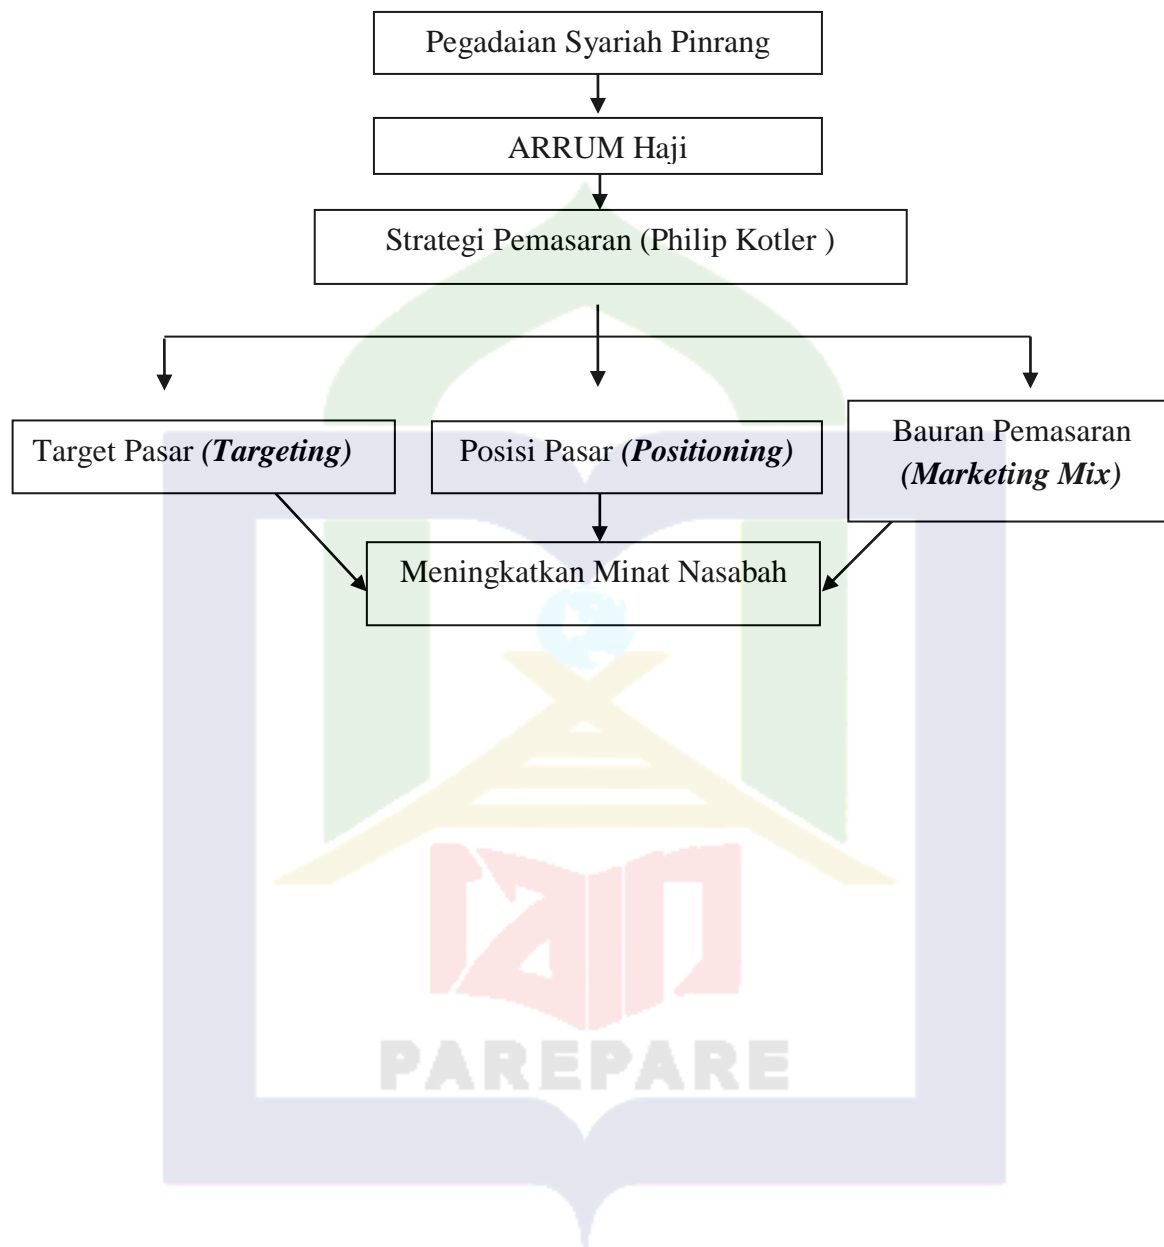 Pegadaian Syariah Pinrang
ARRUM Haji
Strategi Pemasaran (Philip Kotler )
Target Pasar (Targeting)
Posisi Pasar (Positioning)
Bauran Pemasaran
(Marketing Mix)
Meningkatkan Minat Nasabah
iain
PAREPARE